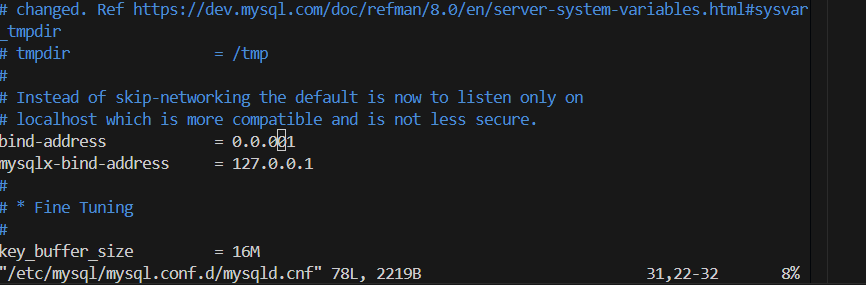 # changed. Ref https://dev.mysql.com/doc/refman/8.0/en/server-system-variables.html#sysvar
_tmpdir
# tmpdir                = /tmp
#
# Instead of skip-networking the default is now to listen only on
# localhost which is more compatible and is not less secure.
bind-address            = 0.0.001
mysqlx-bind-address     = 127.0.0.1
#
# * Fine Tuning
#
key_buffer_size         = 16M
"/etc/mysql/mysql.conf.d/mysqld.cnf" 78L, 2219B                              31,22-32      8%